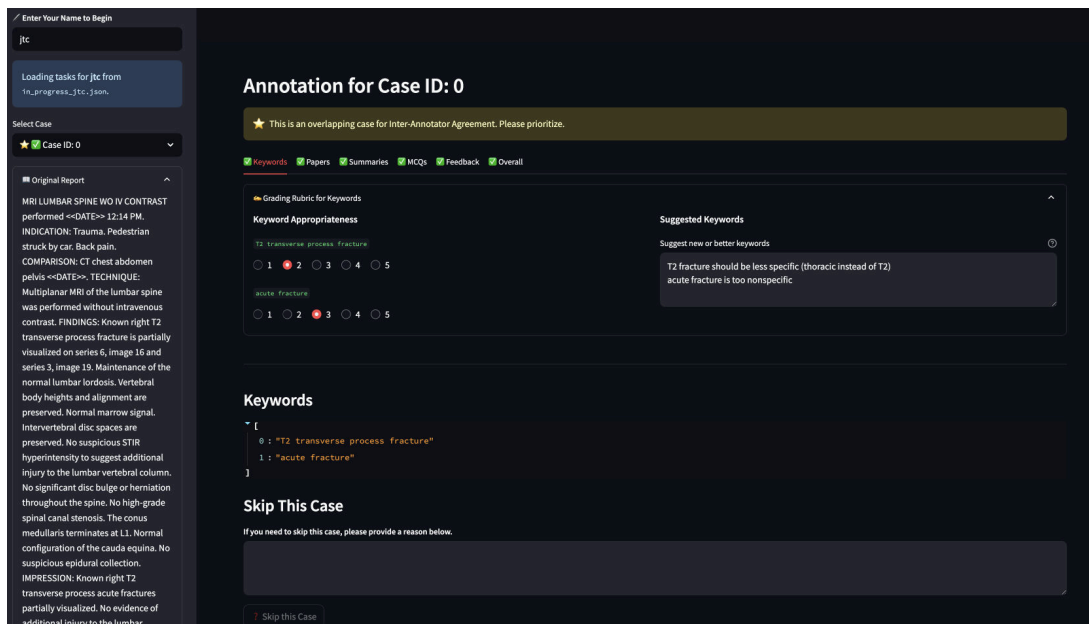 Enter Your Name to Begin
jtc
Loading tasks for jtc from
in_progress_jtc.json.
Select Case
Case ID: 0
Original Report
MRI LUMBAR SPINE WO IV CONTRAST
performed <<DATE>> 12:14 PM.
INDICATION: Trauma. Pedestrian
struck by car. Back pain.
COMPARISON: CT chest abdomen
pelvis <<DATE>>. TECHNIQUE:
Multiplanar MRI of the lumbar spine
was performed without intravenous
contrast. FINDINGS: Known right T2
transverse process fracture is partially
visualized on series 6, image 16 and
series 3, image 19. Maintenance of the
normal lumbar lordosis. Vertebral
body heights and alignment are
preserved. Normal marrow signal.
Intervertebral disc spaces are
preserved. No suspicious STIR
hyperintensity to suggest additional
injury to the lumbar vertebral column.
No significant disc bulge or herniation
throughout the spine. No high-grade
spinal canal stenosis. The conus
medullaris terminates at L1. Normal
configuration of the cauda equina. No
suspicious epidural collection.
IMPRESSION: Known right T2
transverse process acute fractures
partially visualized. No evidence of
additional injury to the lumbar
Annotation for Case ID: 0
This is an overlapping case for Inter-Annotator Agreement. Please prioritize.
Keywords Papers Summaries MCQs Feedback Overall
Grading Rubric for Keywords
Keyword Appropriateness
T2 transverse process fracture
1 2 3 4 5
acute fracture
1 2 3 4 5
Suggested Keywords
Suggest new or better keywords
T2 fracture should be less specific (thoracic instead of T2)
acute fracture is too nonspecific
Keywords
[
0 : "T2 transverse process fracture"
1 : "acute fracture"
]
Skip This Case
If you need to skip this case, please provide a reason below.
? Skip this Case